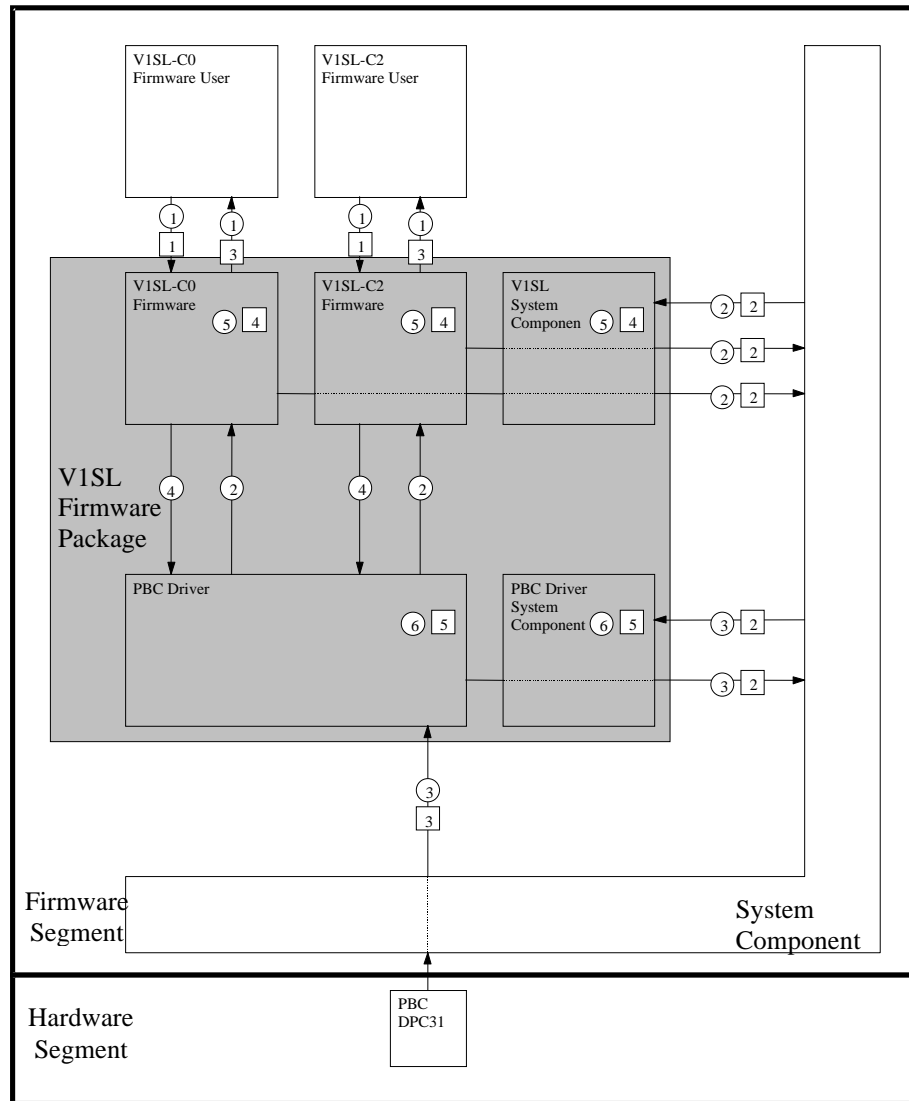 V1SL-C0
Firmware User
V1SL-C2
Firmware User
1
1
1
1
1
3
1
3
V1SL-C0
Firmware
5
4
V1SL-C2
Firmware
5
4
V1SL
System
Componen
5
4
2
2
2
2
2
2
V1SL
Firmware
Package
4
2
4
2
PBC Driver
6
5
PBC Driver
System
Component
6
5
3
2
3
2
3
3
Firmware
Segment
System
Component
Hardware
Segment
PBC
DPC31